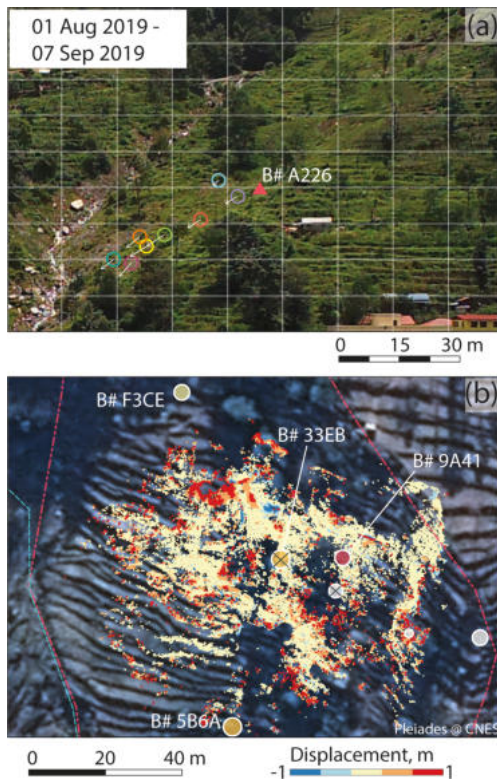 01 Aug 2019 -
07 Sep 2019
(a)
B# A226
0 15 30 m
(b)
B# F3CE
B# 33EB
B# 9A41
B# 5B6A
Pleiades @ CNES
0 20 40 m
Displacement, m
-1 1